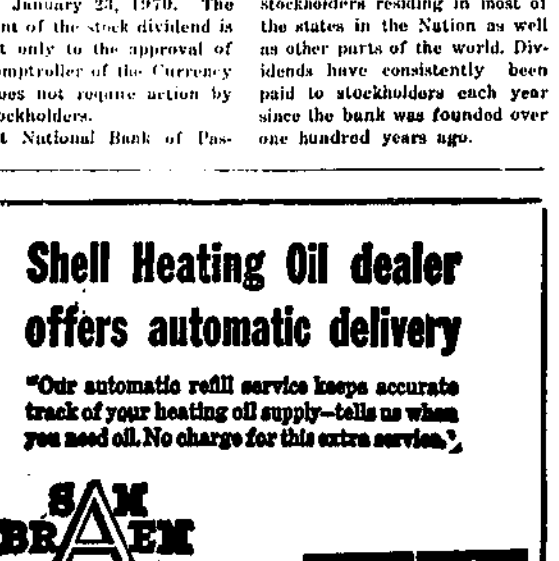 January 23, 1970. The
nt of the stock dividend is
t only to the approval of
omptroller of the Currency
oes not require action by
ockholders.
t National Bank of Pas-
stockholders residing in most of
the states in the Nation as well
as other parts of the world. Div-
idends have consistently been
paid to stockholders each year
since the bank was founded over
one hundred years ago.
Shell Heating Oil dealer
offers automatic delivery
"Our automatic refill service keeps accurate
track of your heating oil supply—tells us when
you need oil. No charge for this extra service."
SAM
BRAEM